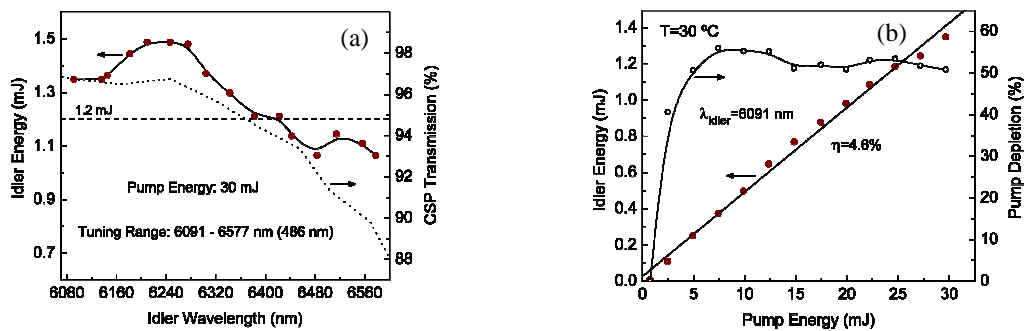 (a)
Idler Energy (mJ)
1.5
1.3
1.1
0.9
0.7
1.2 mJ
Pump Energy: 30 mJ
Tuning Range: 6091 - 6577 nm (486 nm)
98
96
94
92
90
88
CSP Transmission (%)
6080 6160 6240 6320 6400 6480 6560
Idler Wavelength (nm)
(b)
T=30 ºC
Idler Energy (mJ)
1.4
1.2
1.0
0.8
0.6
0.4
0.2
0.0
λidler=6091 nm
η=4.6%
60
50
40
30
20
10
0
Pump Depletion (%)
0 5 10 15 20 25 30
Pump Energy (mJ)